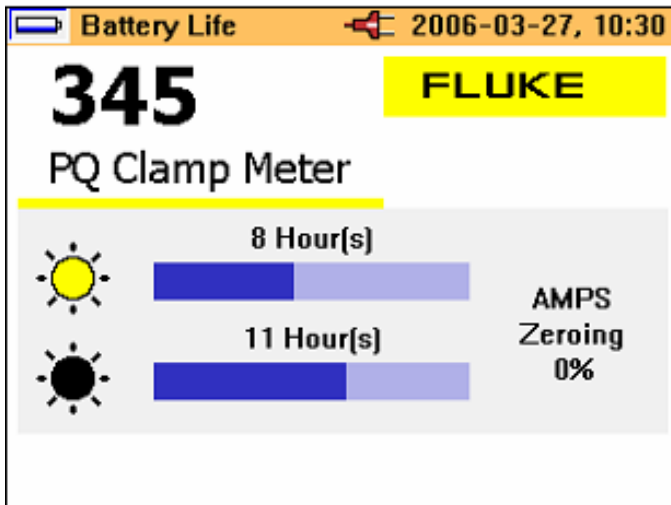 Battery Life 2006-03-27, 10:30
345
FLUKE
PQ Clamp Meter
8 Hour(s)
11 Hour(s)
AMPS
Zeroing
0%